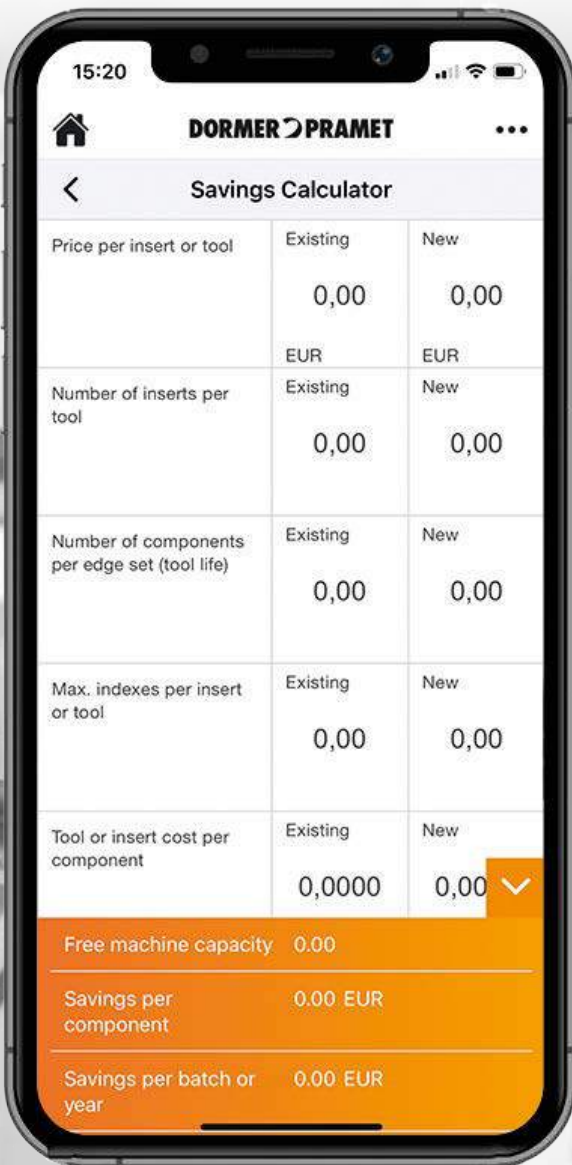 15:20
DORMER PRAMET
Savings Calculator
Price per insert or tool
Existing
0,00
EUR
New
0,00
EUR
Number of inserts per
tool
Existing
0,00
New
0,00
Number of components
per edge set (tool life)
Existing
0,00
New
0,00
Max. indexes per insert
or tool
Existing
0,00
New
0,00
Tool or insert cost per
component
Existing
0,0000
New
0,00
Free machine capacity 0.00
Savings per
component
0.00 EUR
Savings per batch or
year
0.00 EUR